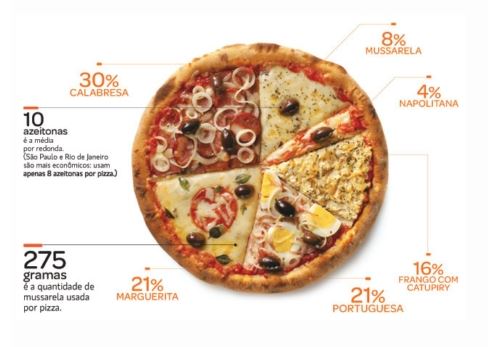 8%
MUSSARELA
30%
CALABRESA
4%
NAPOLITANA
10
azeitonas
é a média
por redonda.
(São Paulo e Rio de Janeiro
são mais econômicos: usam
apenas 8 azeitonas por pizza.)
275
gramas
é a quantidade de
mussarela usada
por pizza.
21%
MARGUERITA
21%
PORTUGUESA
16%
FRANGO COM
CATUPIRY